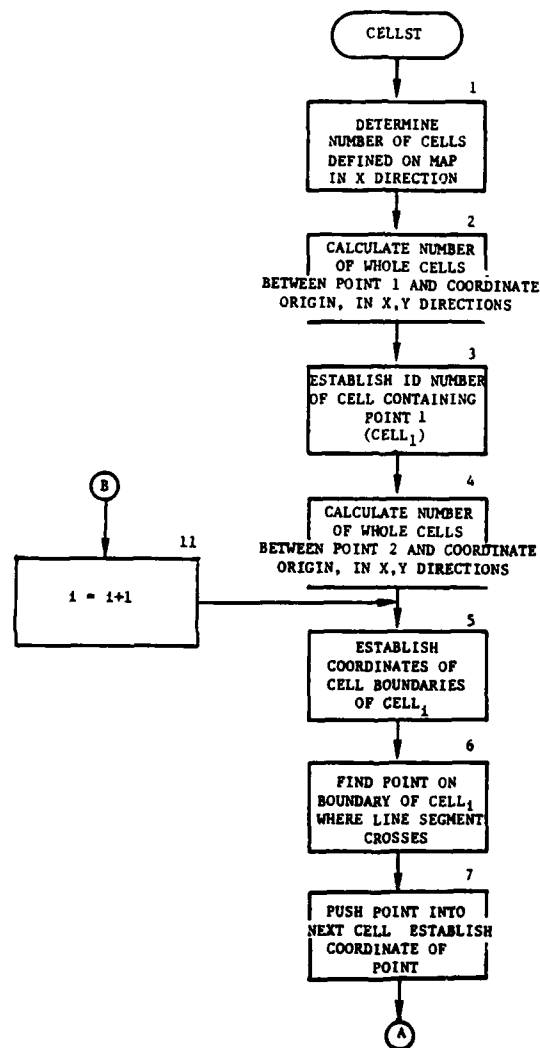 CELLST
1
DETERMINE
NUMBER OF CELLS
DEFINED ON MAP
IN X DIRECTION
2
CALCULATE NUMBER
OF WHOLE CELLS
BETWEEN POINT 1 AND COORDINATE
ORIGIN, IN X,Y DIRECTIONS
3
ESTABLISH ID NUMBER
OF CELL CONTAINING
POINT 1
(CELL₁)
4
CALCULATE NUMBER
OF WHOLE CELLS
BETWEEN POINT 2 AND COORDINATE
ORIGIN, IN X,Y DIRECTIONS
B
11
i = i+1
5
ESTABLISH
COORDINATES OF
CELL BOUNDARIES
OF CELLᵢ
6
FIND POINT ON
BOUNDARY OF CELLᵢ
WHERE LINE SEGMENT
CROSSES
7
PUSH POINT INTO
NEXT CELL ESTABLISH
COORDINATE OF
POINT
A